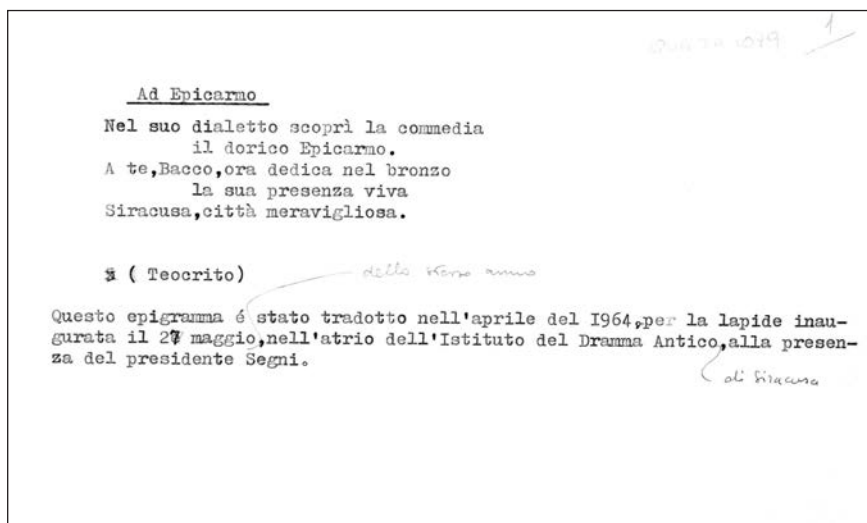 1
Ad Epicarmo
Nel suo dialetto scoprì la commedia
il dorico Epicarmo.
A te,Bacco,ora dedica nel bronzo
la sua presenza viva
Siracusa,città meravigliosa.
( Teocrito)
dello stesso anno
Questo epigramma é stato tradotto nell'aprile del I964,per la lapide inau-
gurata il 27 maggio,nell'atrio dell'Istituto del Dramma Antico,alla presen-
za del presidente Segni.
di Siracusa